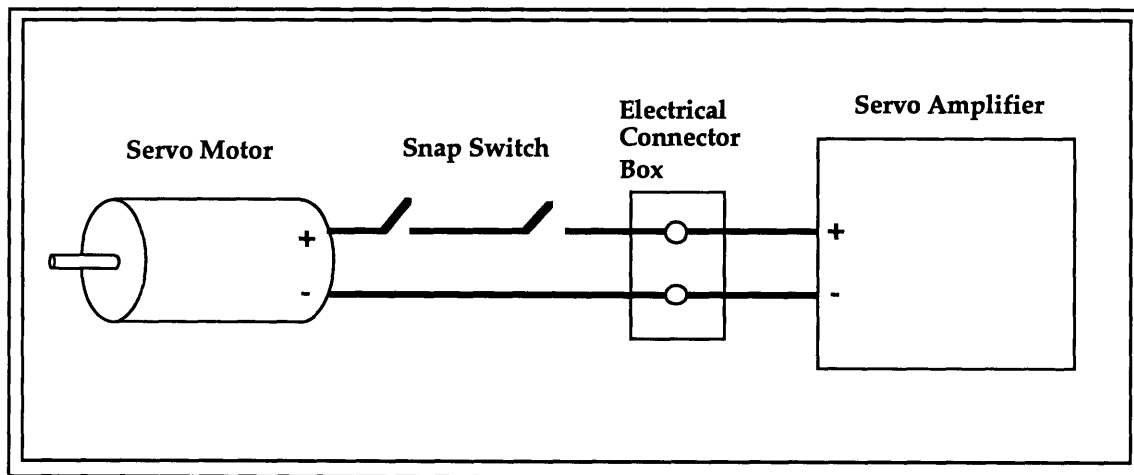 Servo Motor
Snap Switch
Electrical
Connector
Box
Servo Amplifier
+
-
+
-